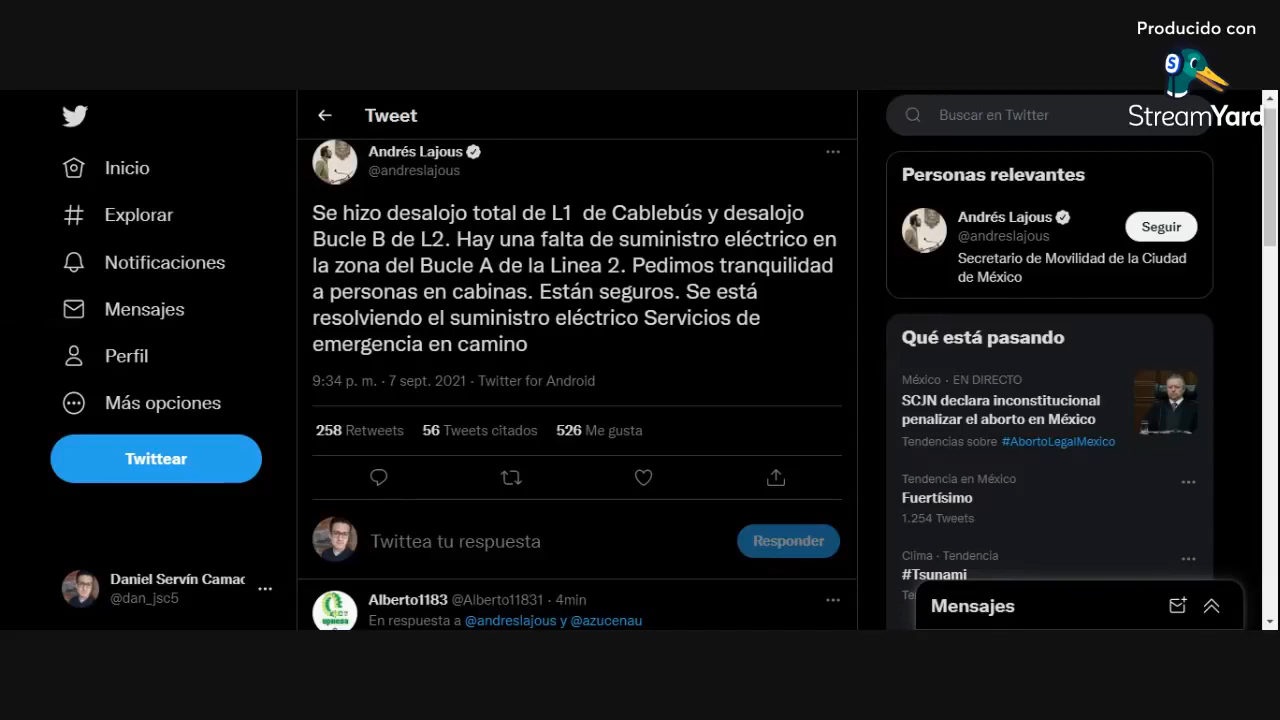 Producido con
StreamYard
Inicio
Explorar
Notificaciones
Mensajes
Perfil
Más opciones
Twittear
Daniel Servín Camac
@dan_jsc5
Tweet
Andrés Lajous
@andreslajous
Se hizo desalojo total de L1 de Cablebús y desalojo
Bucle B de L2. Hay una falta de suministro eléctrico en
la zona del Bucle A de la Linea 2. Pedimos tranquilidad
a personas en cabinas. Están seguros. Se está
resolviendo el suministro eléctrico Servicios de
emergencia en camino
9:34 p. m. · 7 sept. 2021 · Twitter for Android
258 Retweets 56 Tweets citados 526 Me gusta
Twittea tu respuesta
Responder
Alberto1183 @Alberto11831 · 4min
En respuesta a @andreslajous y @azucenau
Buscar en Twitter
Personas relevantes
Andrés Lajous
@andreslajous
Seguir
Secretario de Movilidad de la Ciudad
de México
Qué está pasando
México · EN DIRECTO
SCJN declara inconstitucional
penalizar el aborto en México
Tendencias sobre #AbortoLegalMexico
Tendencia en México
Fuertísimo
1.254 Tweets
Clima · Tendencia
#Tsunami
Mensajes